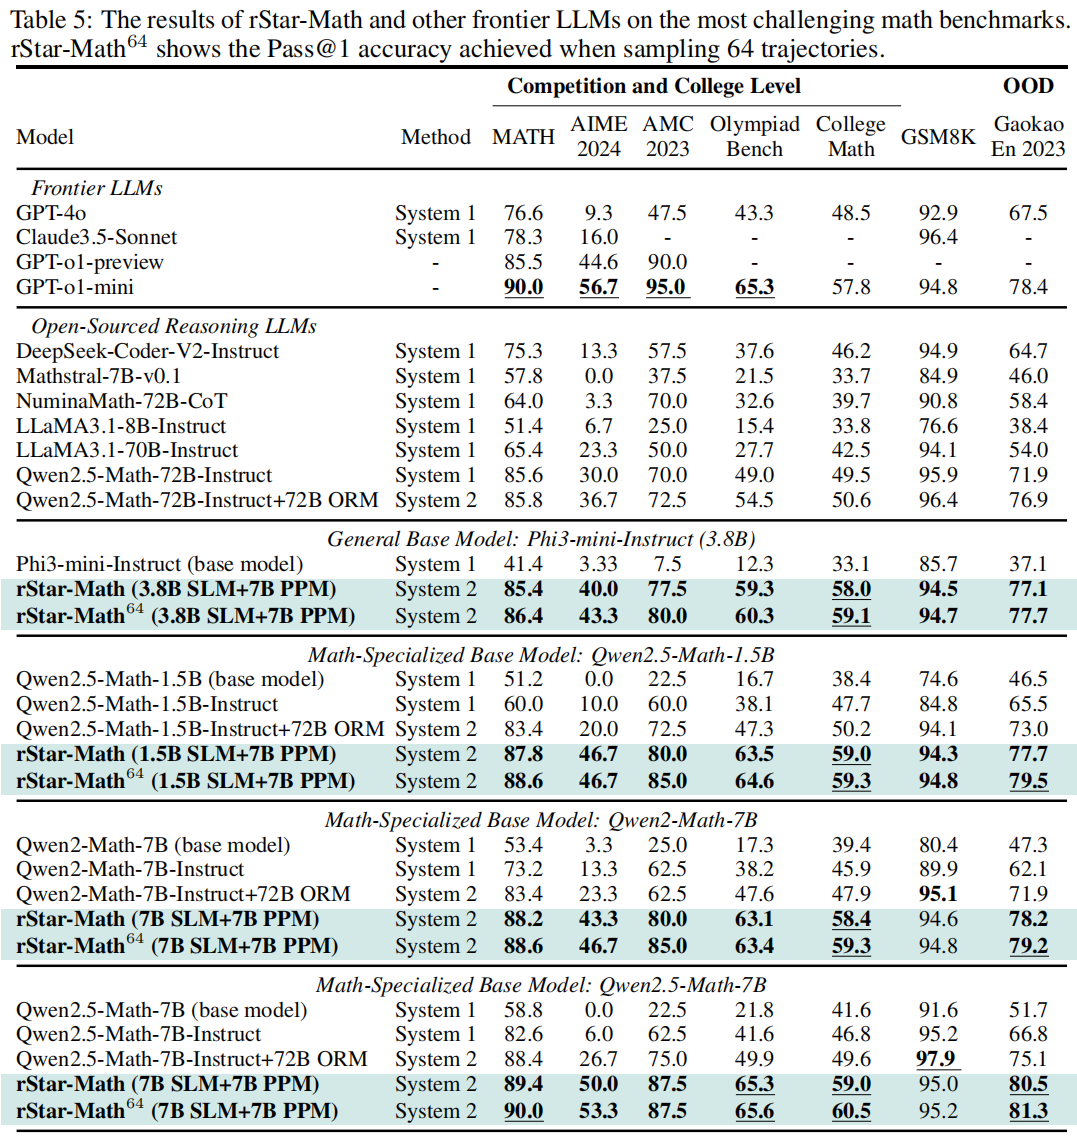 Table 5: The results of rStar-Math and other frontier LLMs on the most challenging math benchmarks.
rStar-Math64 shows the Pass@1 accuracy achieved when sampling 64 trajectories.
Competition and College Level OOD
Model Method MATH AIME 2024 AMC 2023 Olympiad Bench College Math GSM8K Gaokao En 2023
Frontier LLMs
GPT-4o System 1 76.6 9.3 47.5 43.3 48.5 92.9 67.5
Claude3.5-Sonnet System 1 78.3 16.0 - - - 96.4 -
GPT-o1-preview - 85.5 44.6 90.0 - - - -
GPT-o1-mini - 90.0 56.7 95.0 65.3 57.8 94.8 78.4
Open-Sourced Reasoning LLMs
DeepSeek-Coder-V2-Instruct System 1 75.3 13.3 57.5 37.6 46.2 94.9 64.7
Mathstral-7B-v0.1 System 1 57.8 0.0 37.5 21.5 33.7 84.9 46.0
NuminaMath-72B-CoT System 1 64.0 3.3 70.0 32.6 39.7 90.8 58.4
LLaMA3.1-8B-Instruct System 1 51.4 6.7 25.0 15.4 33.8 76.6 38.4
LLaMA3.1-70B-Instruct System 1 65.4 23.3 50.0 27.7 42.5 94.1 54.0
Qwen2.5-Math-72B-Instruct System 1 85.6 30.0 70.0 49.0 49.5 95.9 71.9
Qwen2.5-Math-72B-Instruct+72B ORM System 2 85.8 36.7 72.5 54.5 50.6 96.4 76.9
General Base Model: Phi3-mini-Instruct (3.8B)
Phi3-mini-Instruct (base model) System 1 41.4 3.33 7.5 12.3 33.1 85.7 37.1
rStar-Math (3.8B SLM+7B PPM) System 2 85.4 40.0 77.5 59.3 58.0 94.5 77.1
rStar-Math64 (3.8B SLM+7B PPM) System 2 86.4 43.3 80.0 60.3 59.1 94.7 77.7
Math-Specialized Base Model: Qwen2.5-Math-1.5B
Qwen2.5-Math-1.5B (base model) System 1 51.2 0.0 22.5 16.7 38.4 74.6 46.5
Qwen2.5-Math-1.5B-Instruct System 1 60.0 10.0 60.0 38.1 47.7 84.8 65.5
Qwen2.5-Math-1.5B-Instruct+72B ORM System 2 83.4 20.0 72.5 47.3 50.2 94.1 73.0
rStar-Math (1.5B SLM+7B PPM) System 2 87.8 46.7 80.0 63.5 59.0 94.3 77.7
rStar-Math64 (1.5B SLM+7B PPM) System 2 88.6 46.7 85.0 64.6 59.3 94.8 79.5
Math-Specialized Base Model: Qwen2-Math-7B
Qwen2-Math-7B (base model) System 1 53.4 3.3 25.0 17.3 39.4 80.4 47.3
Qwen2-Math-7B-Instruct System 1 73.2 13.3 62.5 38.2 45.9 89.9 62.1
Qwen2-Math-7B-Instruct+72B ORM System 2 83.4 23.3 62.5 47.6 47.9 95.1 71.9
rStar-Math (7B SLM+7B PPM) System 2 88.2 43.3 80.0 63.1 58.4 94.6 78.2
rStar-Math64 (7B SLM+7B PPM) System 2 88.6 46.7 85.0 63.4 59.3 94.8 79.2
Math-Specialized Base Model: Qwen2.5-Math-7B
Qwen2.5-Math-7B (base model) System 1 58.8 0.0 22.5 21.8 41.6 91.6 51.7
Qwen2.5-Math-7B-Instruct System 1 82.6 6.0 62.5 41.6 46.8 95.2 66.8
Qwen2.5-Math-7B-Instruct+72B ORM System 2 88.4 26.7 75.0 49.9 49.6 97.9 75.1
rStar-Math (7B SLM+7B PPM) System 2 89.4 50.0 87.5 65.3 59.0 95.0 80.5
rStar-Math64 (7B SLM+7B PPM) System 2 90.0 53.3 87.5 65.6 60.5 95.2 81.3